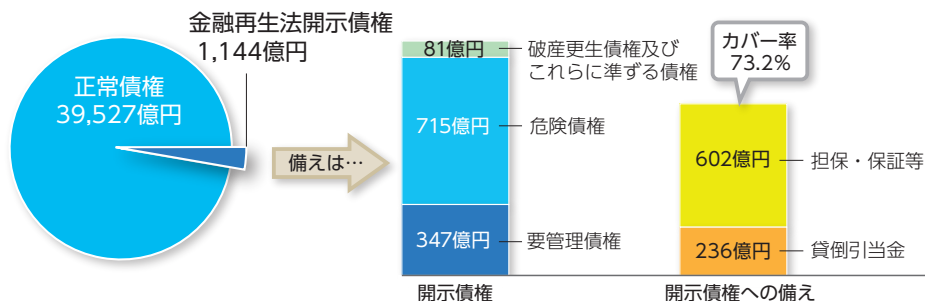 金融再生法開示債権
1,144億円
正常債権
39,527億円
備えは…
81億円
破産更生債権及び
これらに準ずる債権
715億円
危険債権
347億円
要管理債権
開示債権
カバー率
73.2%
602億円
担保・保証等
236億円
貸倒引当金
開示債権への備え